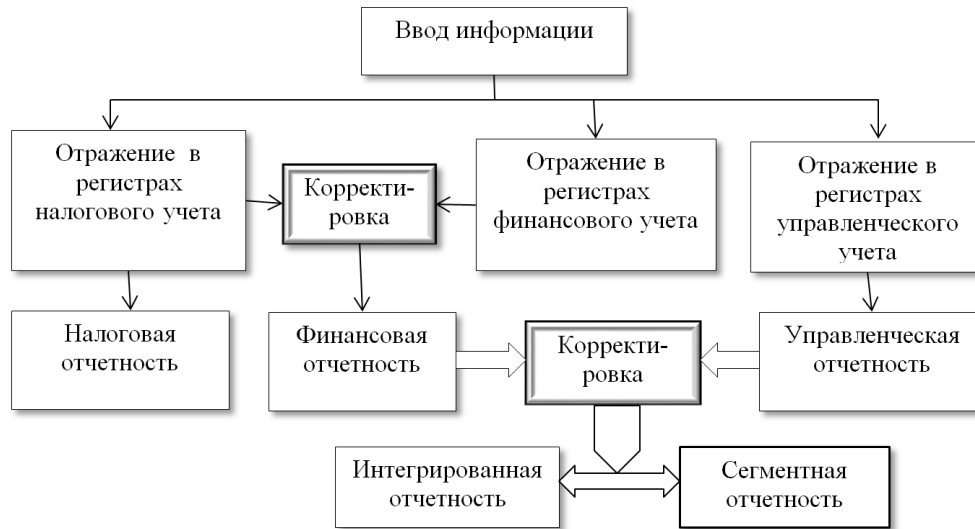 Ввод информации
Отражение в
регистрах
налогового учета
Корректи-
ровка
Отражение в
регистрах
финансового учета
Отражение в
регистрах
управленческого
учета
Налоговая
отчетность
Финансовая
отчетность
Корректи-
ровка
Управленческая
отчетность
Интегрированная
отчетность
Сегментная
отчетность